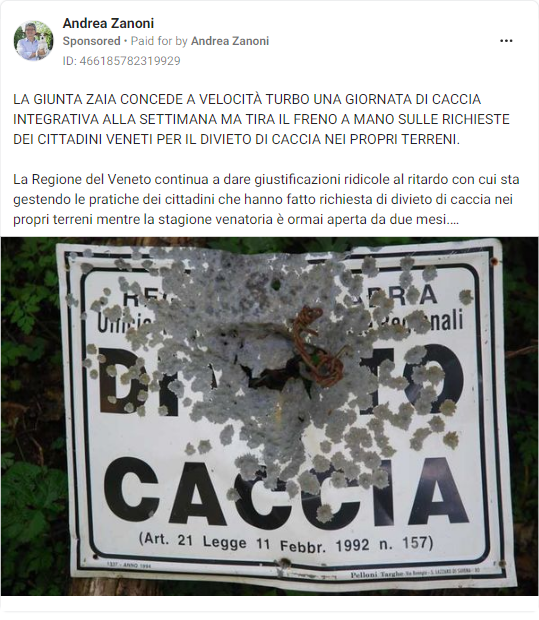 Andrea Zanoni
Sponsored • Paid for by Andrea Zanoni
ID: 466185782319929
LA GIUNTA ZAIA CONCEDE A VELOCITÀ TURBO UNA GIORNATA DI CACCIA
INTEGRATIVA ALLA SETTIMANA MA TIRA IL FRENO A MANO SULLE RICHIESTE
DEI CITTADINI VENETI PER IL DIVIETO DI CACCIA NEI PROPRI TERRENI.
La Regione del Veneto continua a dare giustificazioni ridicole al ritardo con cui sta
gestendo le pratiche dei cittadini che hanno fatto richiesta di divieto di caccia nei
propri terreni mentre la stagione venatoria è ormai aperta da due mesi....
CACCIA
(Art. 21 Legge 11 Febbr. 1992 n. 157)
Pelloni Targhe